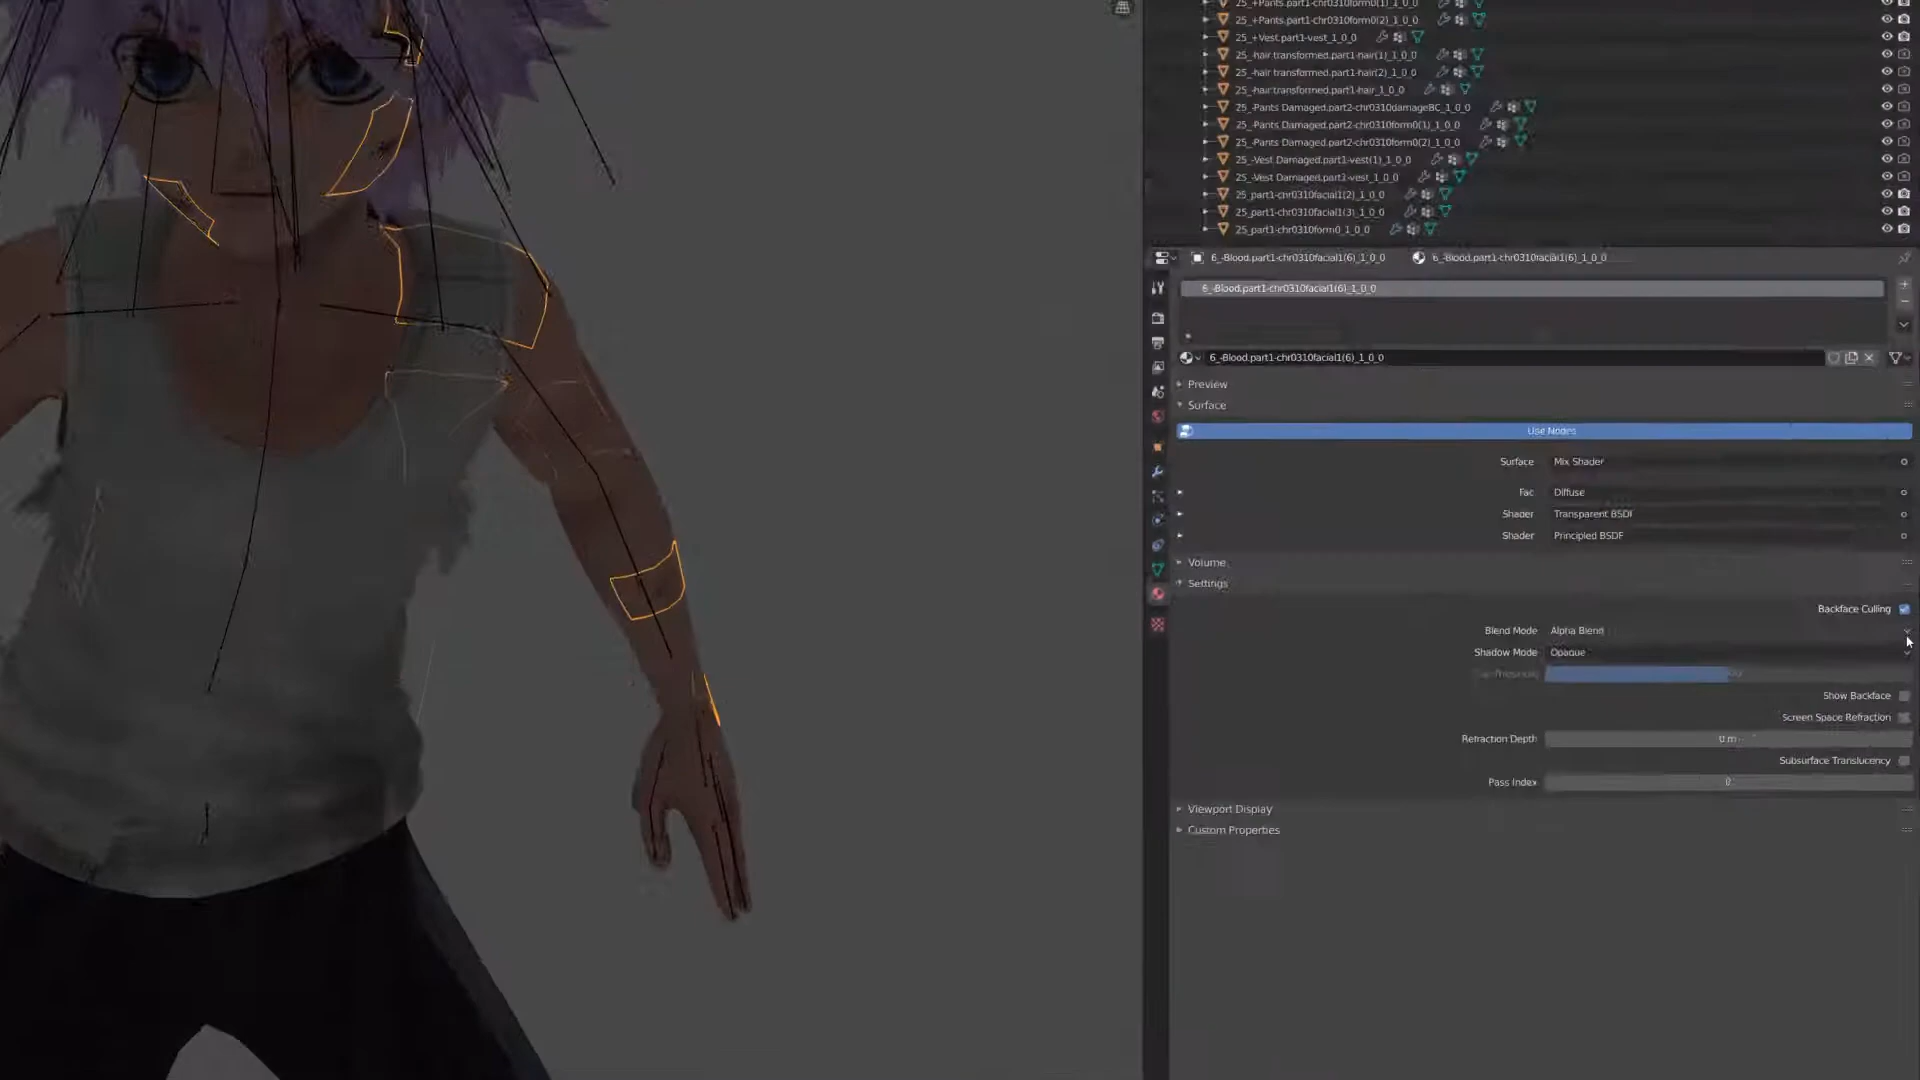 25_+Pants.part1-chr0310form0(1)_1_0_0
25_+Pants.part1-chr0310form0(2)_1_0_0
25_+Vest.part1-vest_1_0_0
25_-hair transformed.part1-hair(1)_1_0_0
25_-hair transformed.part1-hair(2)_1_0_0
25_-hair transformed.part1-hair_1_0_0
25_-Pants Damaged.part2-chr0310damageBC_1_0_0
25_-Pants Damaged.part2-chr0310form0(1)_1_0_0
25_-Pants Damaged.part2-chr0310form0(2)_1_0_0
25_-Vest Damaged.part1-vest(1)_1_0_0
25_-Vest Damaged.part1-vest_1_0_0
25_part1-chr0310facial1(2)_1_0_0
25_part1-chr0310facial1(3)_1_0_0
25_part1-chr0310form0_1_0_0
6_-Blood.part1-chr0310facial1(6)_1_0_0 6_-Blood.part1-chr0310facial1(6)_1_0_0
6_-Blood.part1-chr0310facial1(6)_1_0_0
6_-Blood.part1-chr0310facial1(6)_1_0_0
Preview
Surface
Use Nodes
Surface Mix Shader
Fac Diffuse
Shader Transparent BSDF
Shader Principled BSDF
Volume
Settings
Backface Culling
Blend Mode Alpha Blend
Shadow Mode Opaque
Show Backface
Screen Space Refraction
Refraction Depth 0 m
Subsurface Translucency
Pass Index 0
Viewport Display
Custom Properties